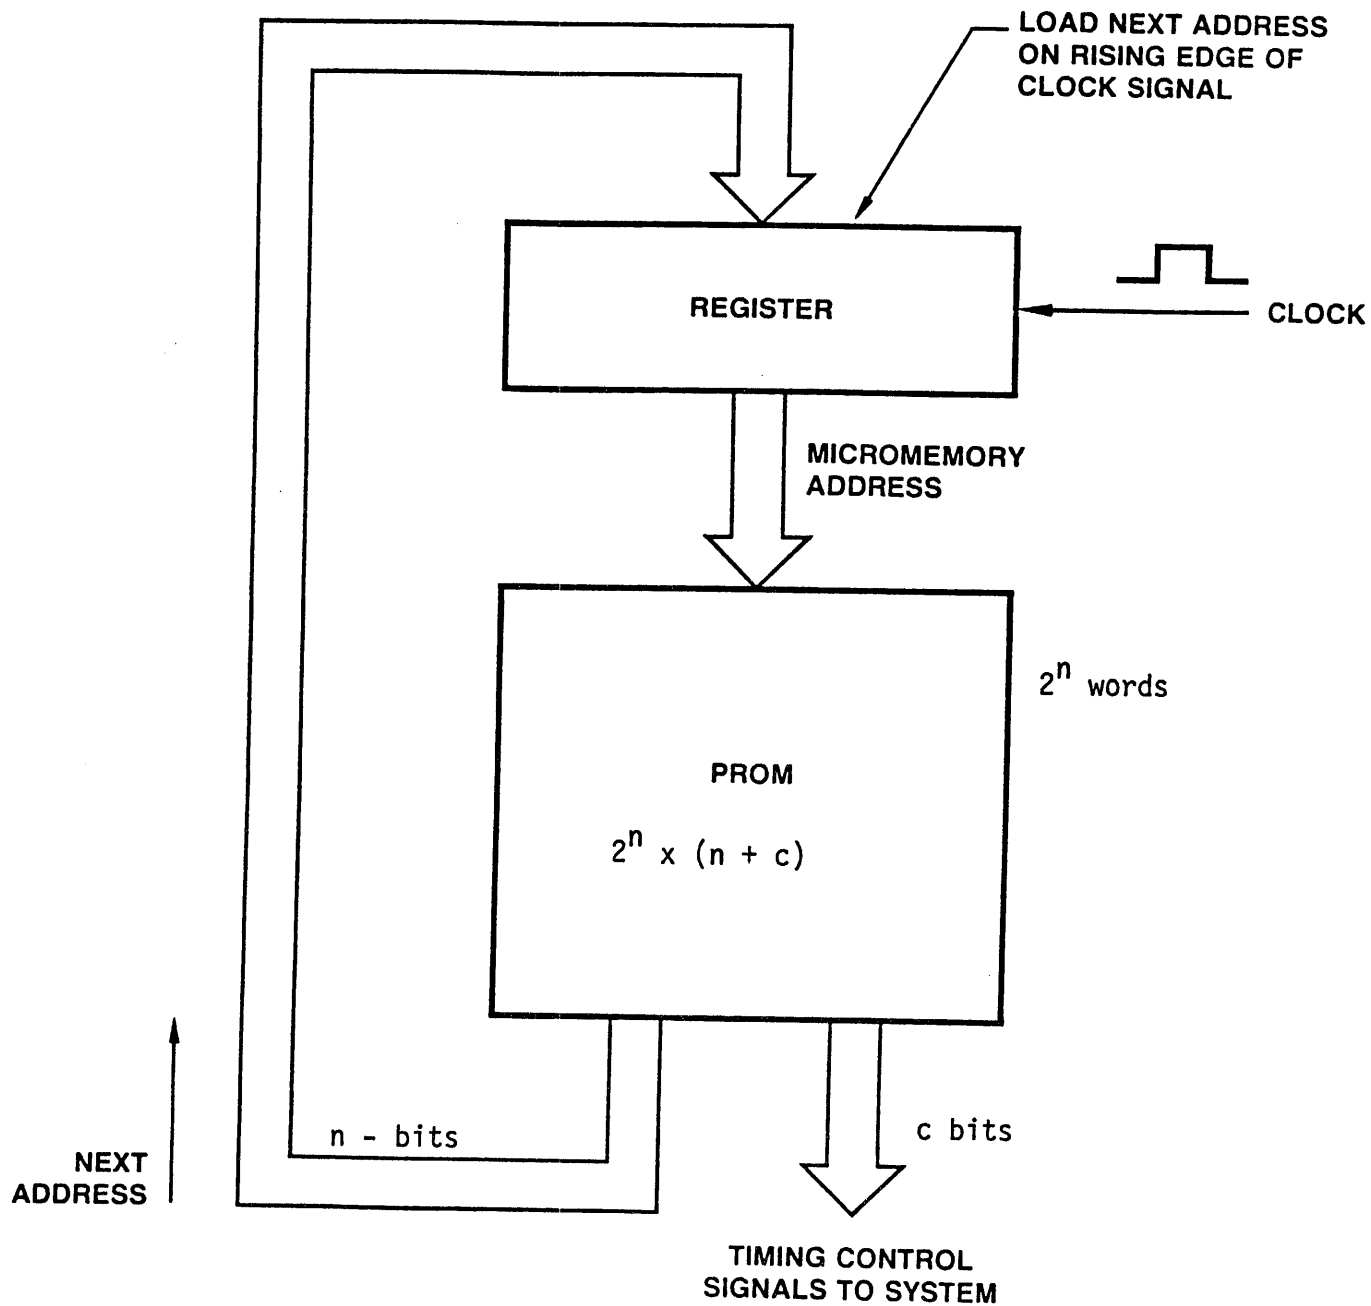 LOAD NEXT ADDRESS
ON RISING EDGE OF
CLOCK SIGNAL
REGISTER
CLOCK
MICROMEMORY
ADDRESS
2ⁿ words
PROM
2ⁿ x (n + c)
n - bits
c bits
NEXT
ADDRESS
TIMING CONTROL
SIGNALS TO SYSTEM